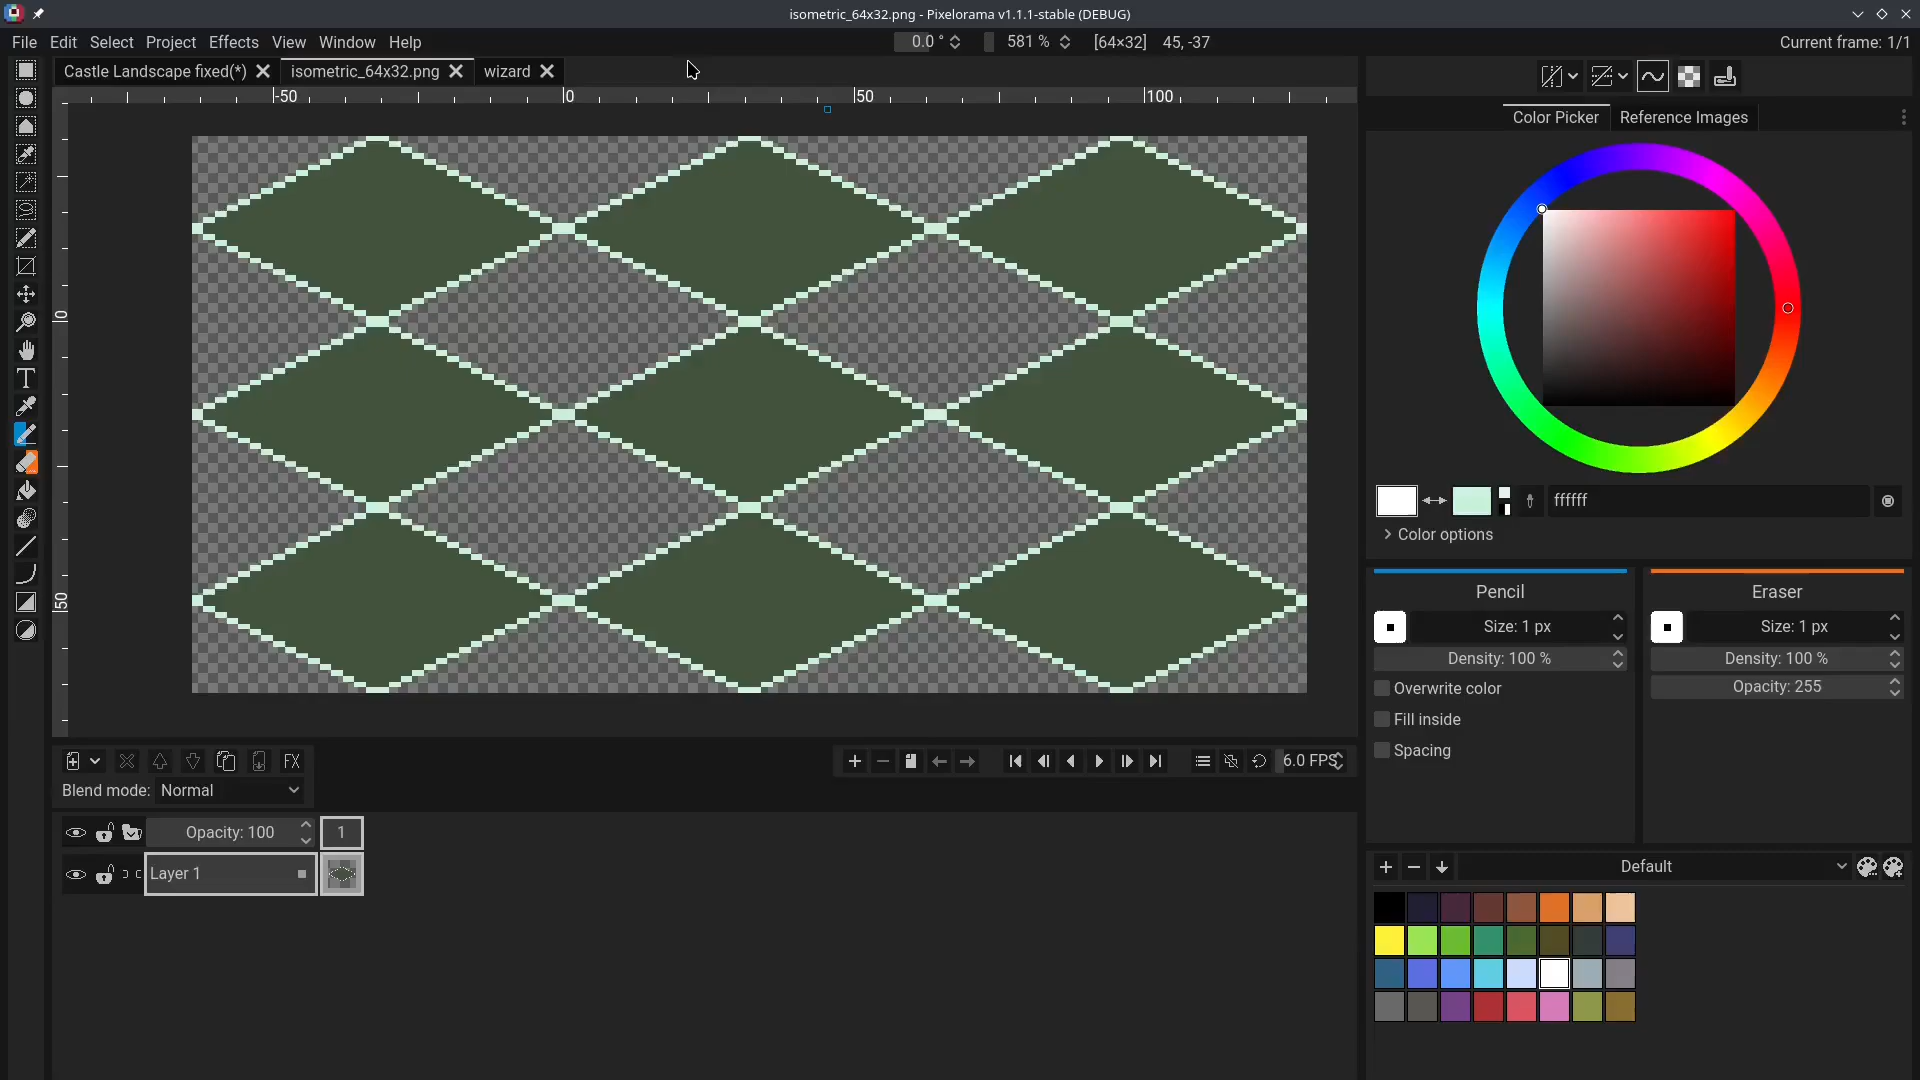 isometric_64x32.png - Pixelorama v1.1.1-stable (DEBUG)
File Edit Select Project Effects View Window Help
0.0 ° 581 % [64×32] 45, -37 Current frame: 1/1
Castle Landscape fixed(*) isometric_64x32.png wizard
-50 0 50 100
0
50
Color Picker Reference Images
ffffff
Color options
Pencil Eraser
Size: 1 px Size: 1 px
Density: 100 % Density: 100 %
Overwrite color Opacity: 255
Fill inside
Spacing
FX 6.0 FPS
Blend mode: Normal
Opacity: 100 1
Layer 1
Default